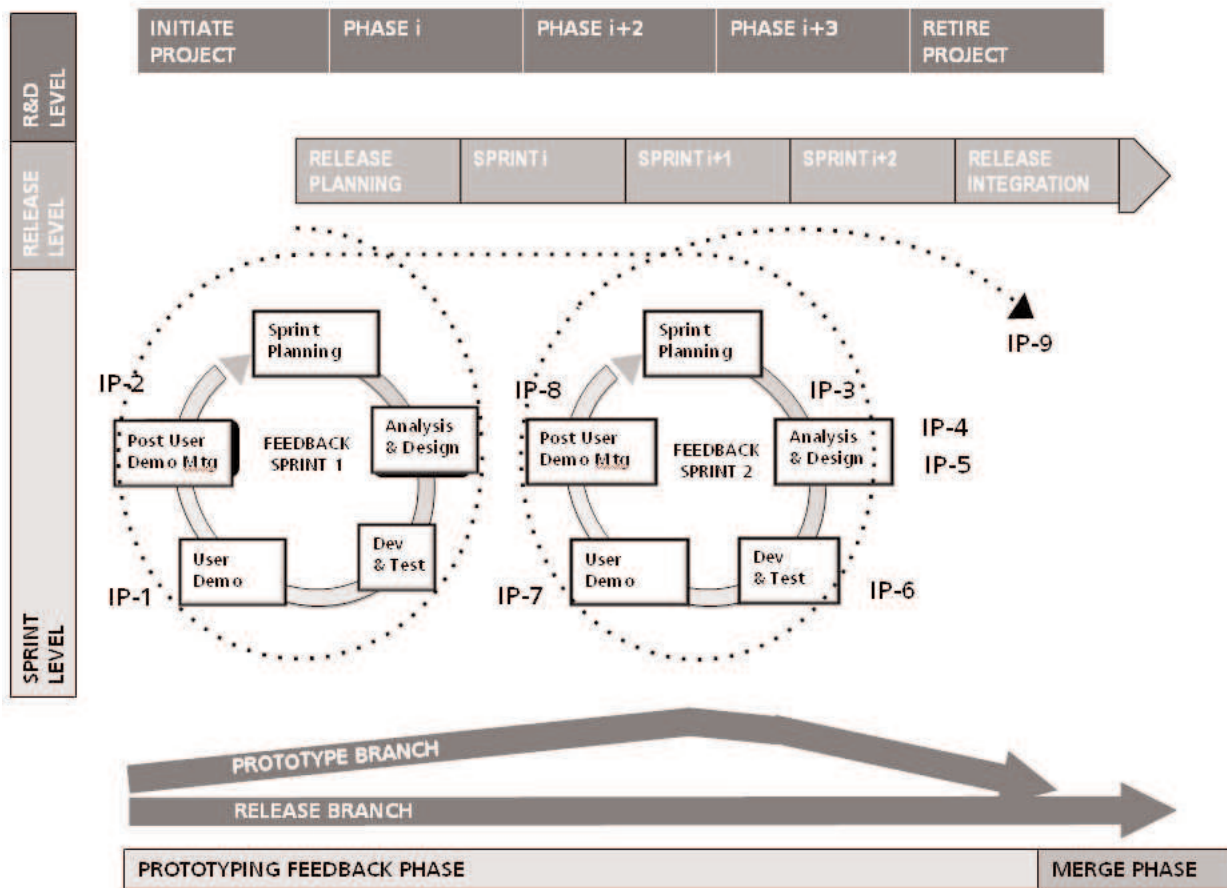 INITIATE
PROJECT
PHASE i
PHASE i+2
PHASE i+3
RETIRE
PROJECT
R&D
LEVEL
RELEASE
PLANNING
SPRINT i
SPRINT i+1
SPRINT i+2
RELEASE
INTEGRATION
RELEASE
LEVEL
Sprint
Planning
IP-2
Post User
Demo Mtg
FEEDBACK
SPRINT 1
Analysis
& Design
User
Demo
Dev
& Test
IP-1
Sprint
Planning
IP-8
IP-3
IP-9
Post User
Demo Mtg
FEEDBACK
SPRINT 2
Analysis
& Design
IP-4
IP-5
User
Demo
Dev
& Test
IP-7
IP-6
SPRINT
LEVEL
PROTOTYPE BRANCH
RELEASE BRANCH
PROTOTYPING FEEDBACK PHASE
MERGE PHASE